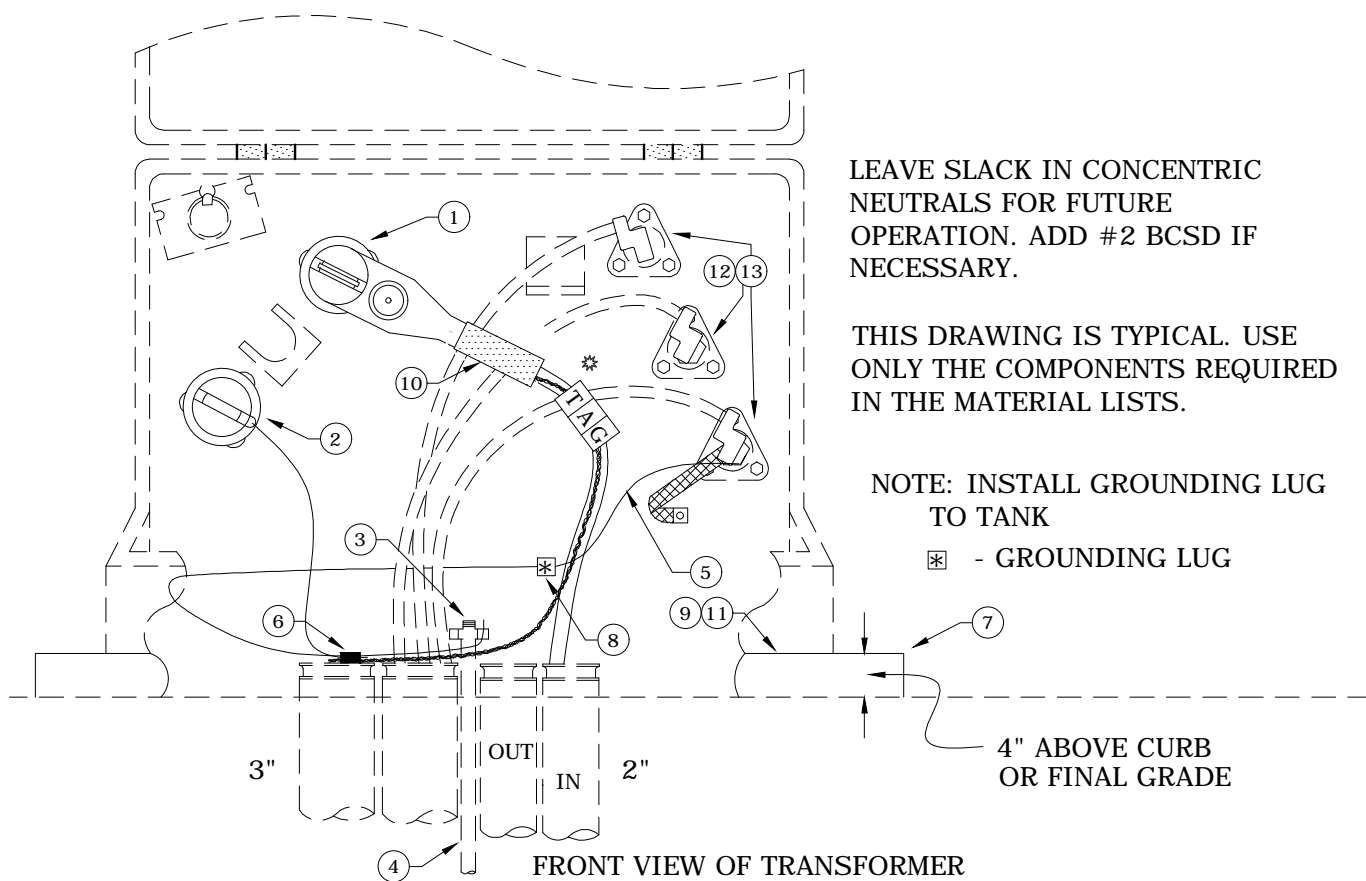 LEAVE SLACK IN CONCENTRIC
NEUTRALS FOR FUTURE
OPERATION. ADD #2 BCSD IF
NECESSARY.
THIS DRAWING IS TYPICAL. USE
ONLY THE COMPONENTS REQUIRED
IN THE MATERIAL LISTS.
NOTE: INSTALL GROUNDING LUG
TO TANK
* - GROUNDING LUG
1
12 13
10
TAG
2
3
5
6
8
9 11
7
OUT
IN
3"
2"
4" ABOVE CURB
OR FINAL GRADE
4
FRONT VIEW OF TRANSFORMER